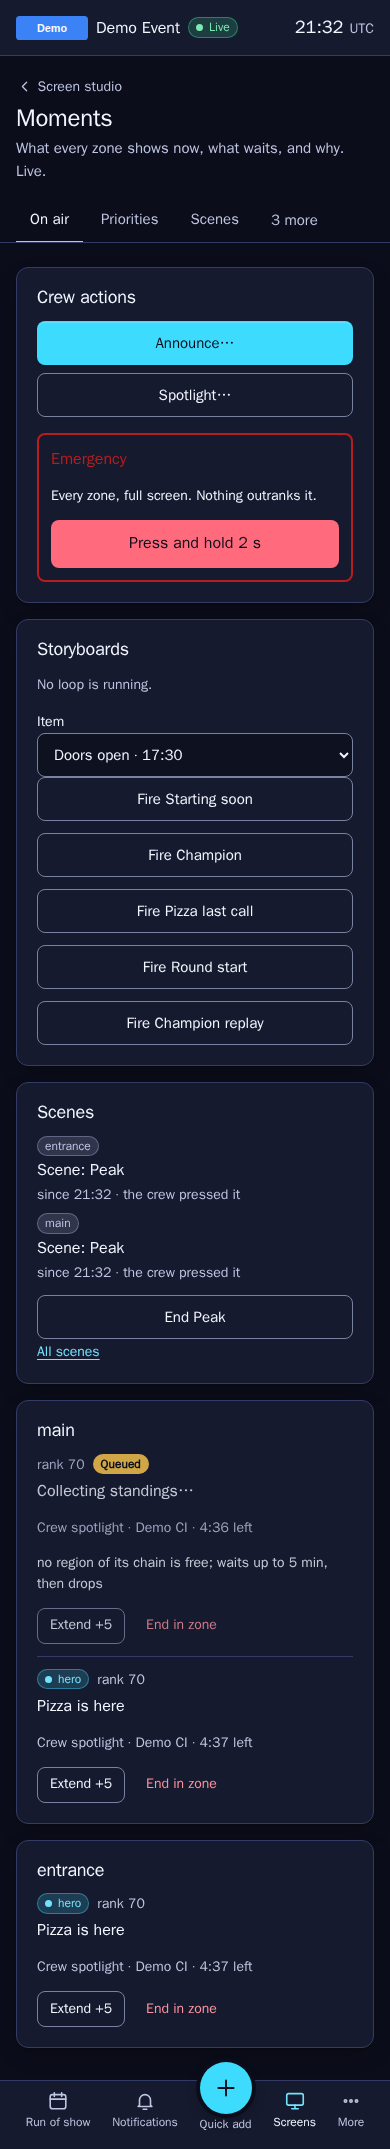 Demo
Demo Event
Live
21:32 UTC
Screen studio
Moments
What every zone shows now, what waits, and why.
Live.
On air
Priorities
Scenes
3 more
Crew actions
Announce…
Spotlight…
Emergency
Every zone, full screen. Nothing outranks it.
Press and hold 2 s
Storyboards
No loop is running.
Item
Doors open · 17:30
Fire Starting soon
Fire Champion
Fire Pizza last call
Fire Round start
Fire Champion replay
Scenes
entrance
Scene: Peak
since 21:32 · the crew pressed it
main
Scene: Peak
since 21:32 · the crew pressed it
End Peak
All scenes
main
rank 70 Queued
Collecting standings…
Crew spotlight · Demo CI · 4:36 left
no region of its chain is free; waits up to 5 min,
then drops
Extend +5
End in zone
hero rank 70
Pizza is here
Crew spotlight · Demo CI · 4:37 left
Extend +5
End in zone
entrance
hero rank 70
Pizza is here
Crew spotlight · Demo CI · 4:37 left
Extend +5
End in zone
Run of show
Notifications
Quick add
Screens
More